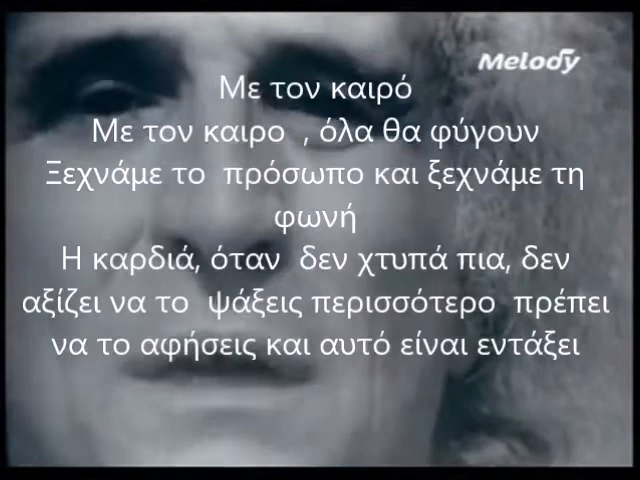 Melody
Με τον καιρό
Με τον καιρο , όλα θα φύγουν
Ξεχνάμε το πρόσωπο και ξεχνάμε τη
φωνή
Η καρδιά, όταν δεν χτυπά πια, δεν
αξίζει να το ψάξεις περισσότερο πρέπει
να το αφήσεις και αυτό είναι εντάξει